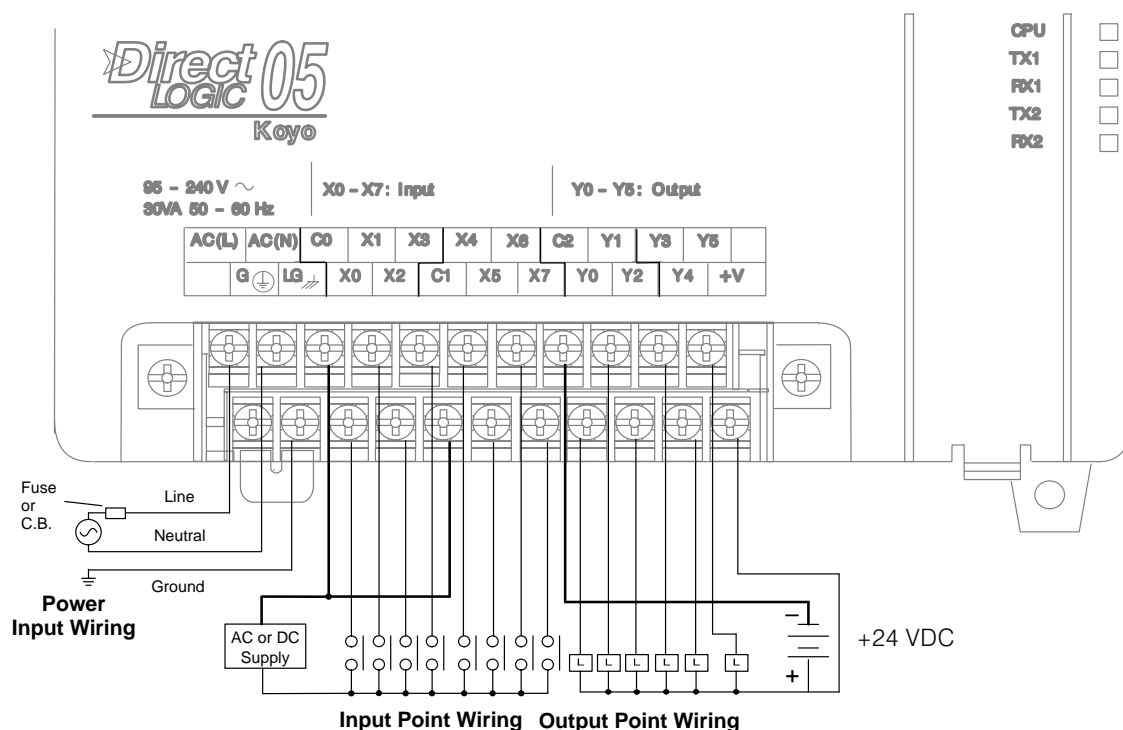 Direct
LOGIC 05
Koyo
CPU
TX1
RX1
TX2
RX2
95 - 240 V ～
30VA 50 - 60 Hz
X0 - X7: Input
Y0 - Y5: Output
AC(L) AC(N) C0 X1 X3 X4 X6 C2 Y1 Y3 Y5
G LG X0 X2 C1 X5 X7 Y0 Y2 Y4 +V
Fuse
or
C.B.
Line
Neutral
Ground
Power
Input Wiring
AC or DC
Supply
L L L L L L
–
+
+24 VDC
Input Point Wiring
Output Point Wiring